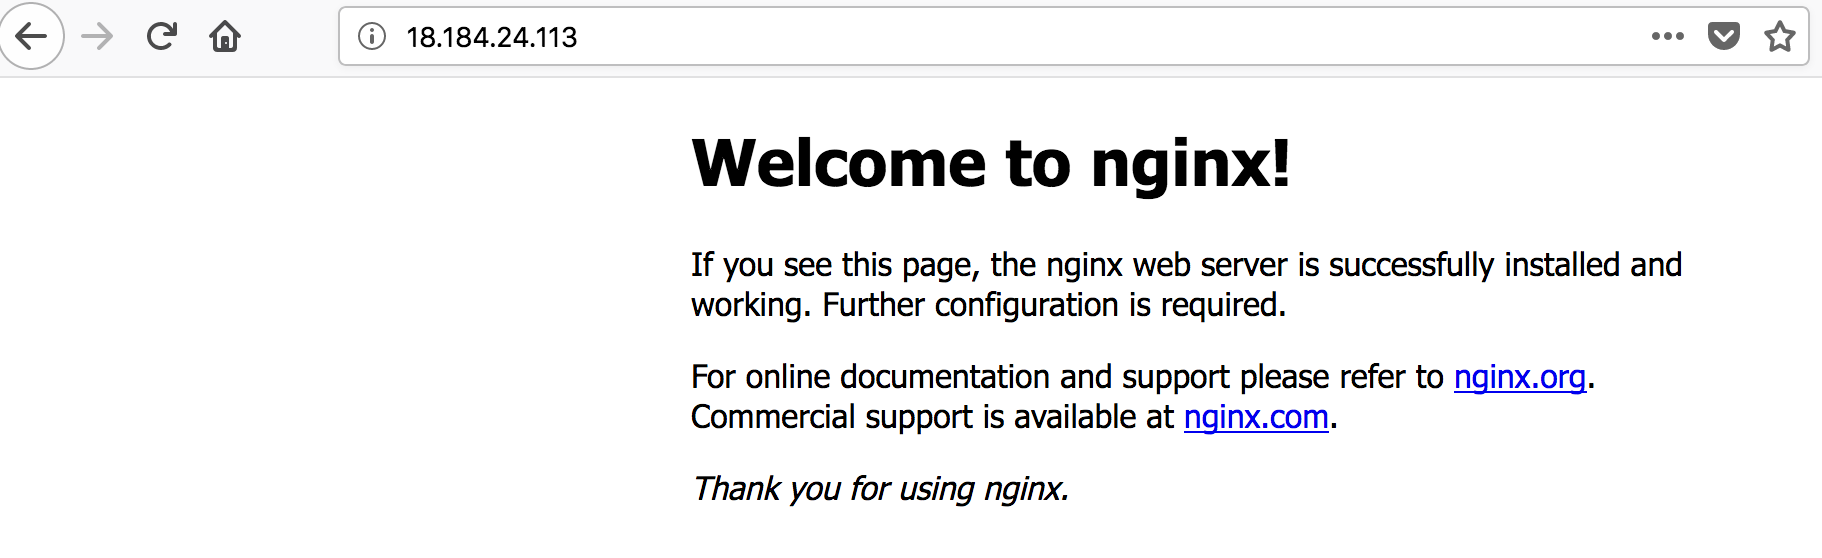 18.184.24.113
Welcome to nginx!
If you see this page, the nginx web server is successfully installed and
working. Further configuration is required.
For online documentation and support please refer to nginx.org.
Commercial support is available at nginx.com.
Thank you for using nginx.